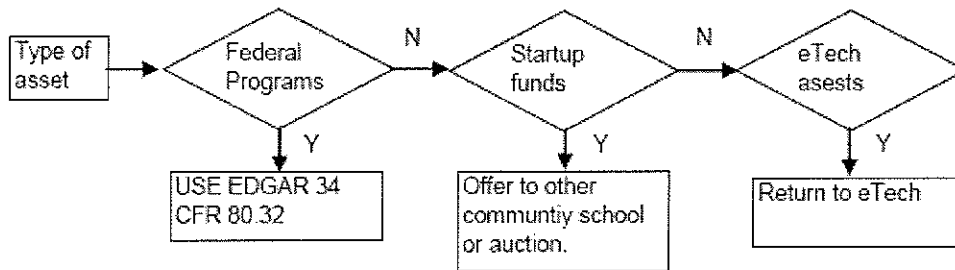 Type of
asset
Federal
Programs
N
Startup
funds
N
eTech
asests
Y
Y
Y
USE EDGAR 34
CFR 80.32
Offer to other
communtiy school
or auction.
Return to eTech